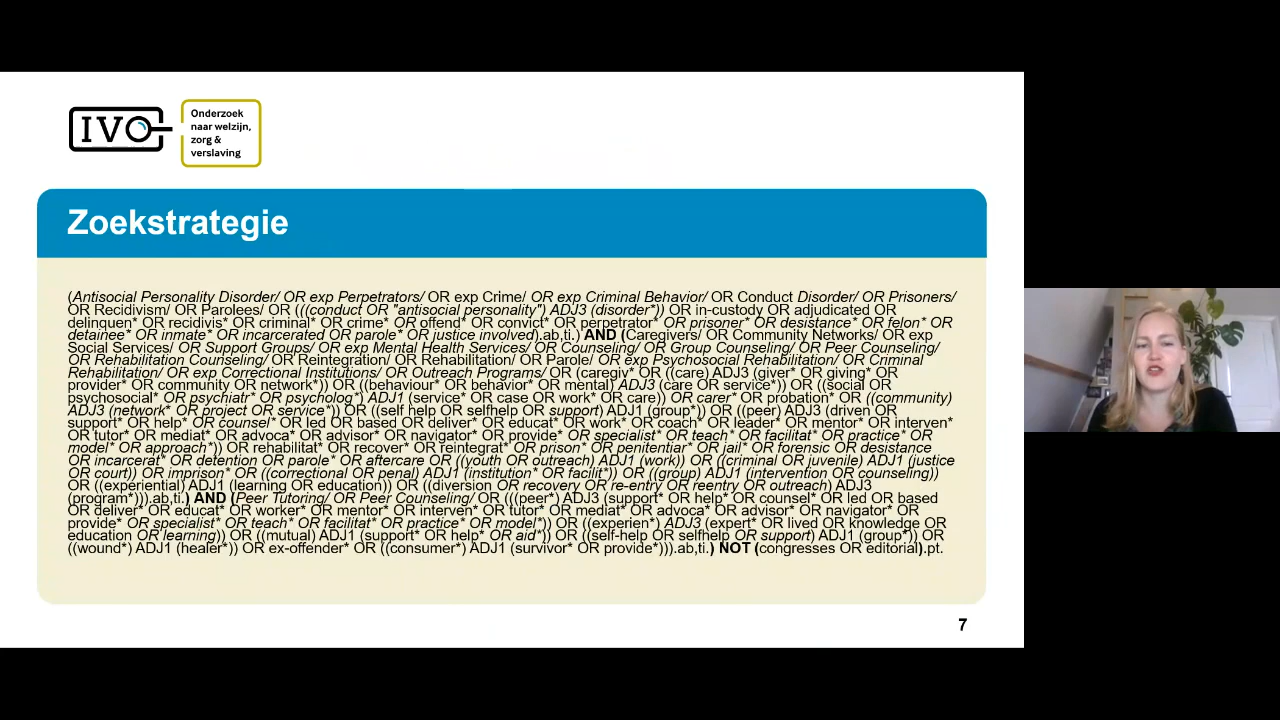 IVO
Onderzoek
naar welzijn,
zorg &
verslaving
Zoekstrategie
(Antisocial Personality Disorder/ OR exp Perpetrators/ OR exp Crime/ OR exp Criminal Behavior/ OR Conduct Disorder/ OR Prisoners/
OR Recidivism/ OR Parolees/ OR (((conduct OR "antisocial personality") ADJ3 (disorder*)) OR in-custody OR adjudicated OR
delinquen* OR recidivis* OR criminal* OR crime* OR offend* OR convict* OR perpetrator* OR prisoner* OR desistance* OR felon* OR
detainee* OR inmate* OR incarcerated OR parole* OR justice involved).ab,ti.) AND (Caregivers/ OR Community Networks/ OR exp
Social Services/ OR Support Groups/ OR exp Mental Health Services/ OR Counseling/ OR Group Counseling/ OR Peer Counseling/
OR Rehabilitation Counseling/ OR Reintegration/ OR Rehabilitation OR Parole/ OR exp Psychosocial Rehabilitation/ OR Criminal
Rehabilitation/ OR exp Correctional Institutions/ OR Outreach Programs/ OR (caregiv* OR ((care) ADJ (giver* OR giving* OR
provider* OR community OR network*)) OR ((behaviour* OR behavior* OR mental) ADJ3 (care OR service*)) OR ((social OR
psychosocial* OR psychiatr* OR psycholog*) ADJ1 (service* OR case OR work* OR care)) OR carer* OR probation* OR ((community)
ADJ3 (network* OR project OR service*)) OR ((self help OR selfhelp OR support) ADJ1 (group*)) OR ((peer) ADJ3 (driven OR
support* OR help* OR counsel* OR led OR based OR deliver* OR educat* OR work* OR coach* OR leader* OR mentor* OR interven*
OR tutor* OR mediat* OR advoca* OR advisor* OR navigator* OR provide* OR specialist* OR teach* OR facilitat* OR practice* OR
model* OR approach*)) OR rehabilitat* OR recover* OR reintegrat* OR prison* OR penitentiar* OR jail* OR forensic OR desistance
OR incarcerat* OR detention OR parole* OR aftercare OR ((youth OR outreach) ADJ1 (work)) OR ((criminal OR juvenile) ADJ1 (justice
OR court)) OR imprison* OR ((correctional OR penal) ADJ1 (institution* OR facilit*)) OR ((group) ADJ1 (intervention OR counseling))
OR ((experiential) ADJ1 (learning OR education)) OR ((diversion OR recovery OR re-entry OR reentry OR outreach) ADJ3
(program*))).ab,ti.) AND (Peer Tutoring/ OR Peer Counseling/ OR (((peer*) ADJ3 (support* OR help* OR counsel* OR led OR based
OR deliver* OR educat* OR worker* OR mentor* OR interven* OR tutor* OR mediat* OR advoca* OR advisor* OR navigator* OR
provide* OR specialist* OR teach* OR facilitat* OR practice* OR model*)) OR ((experien*) ADJ3 (expert* OR lived OR knowledge OR
education OR learning)) OR ((mutual) ADJ1 (support* OR help* OR aid*)) OR ((self-help OR selfhelp OR support) ADJ1 (group*)) OR
((wound*) ADJ1 (healer*)) OR ex-offender* OR ((consumer*) ADJ1 (survivor* OR provide*))).ab,ti.) NOT (congresses OR editorial).pt.
7